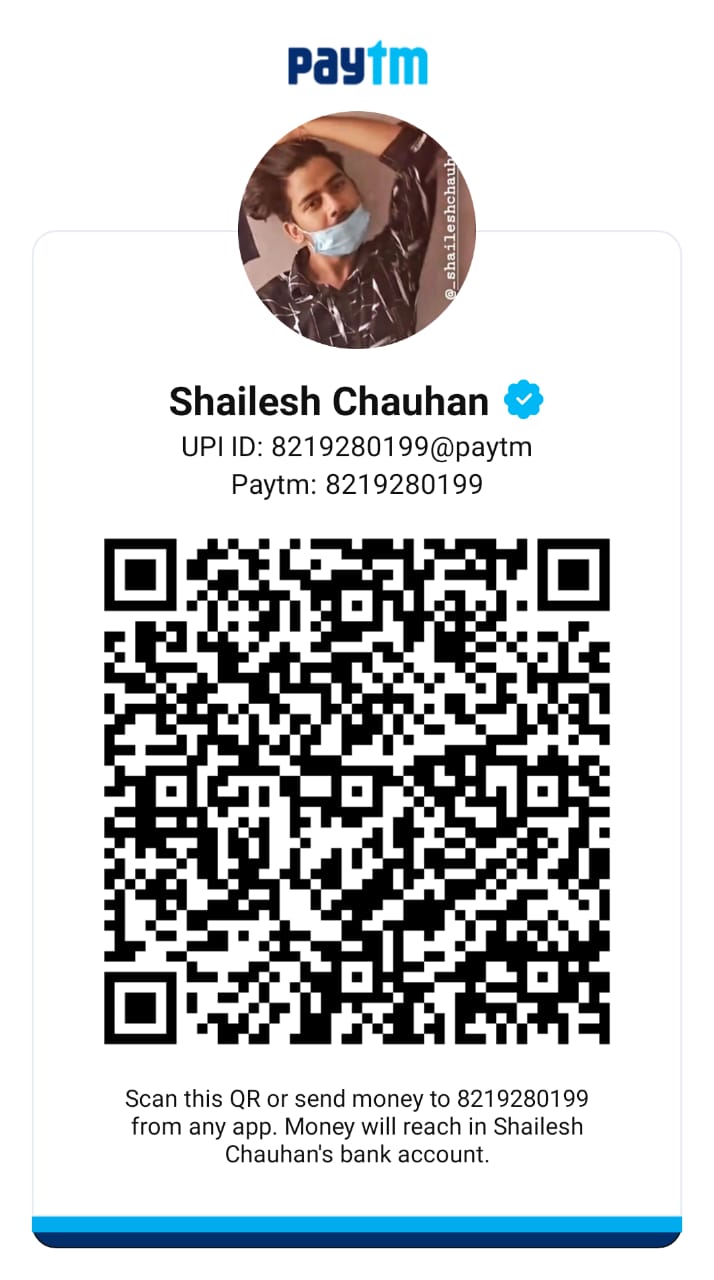 paytm
@_shaileshchauh
Shailesh Chauhan
UPI ID: 8219280199@paytm
Paytm: 8219280199
Scan this QR or send money to 8219280199
from any app. Money will reach in Shailesh
Chauhan's bank account.